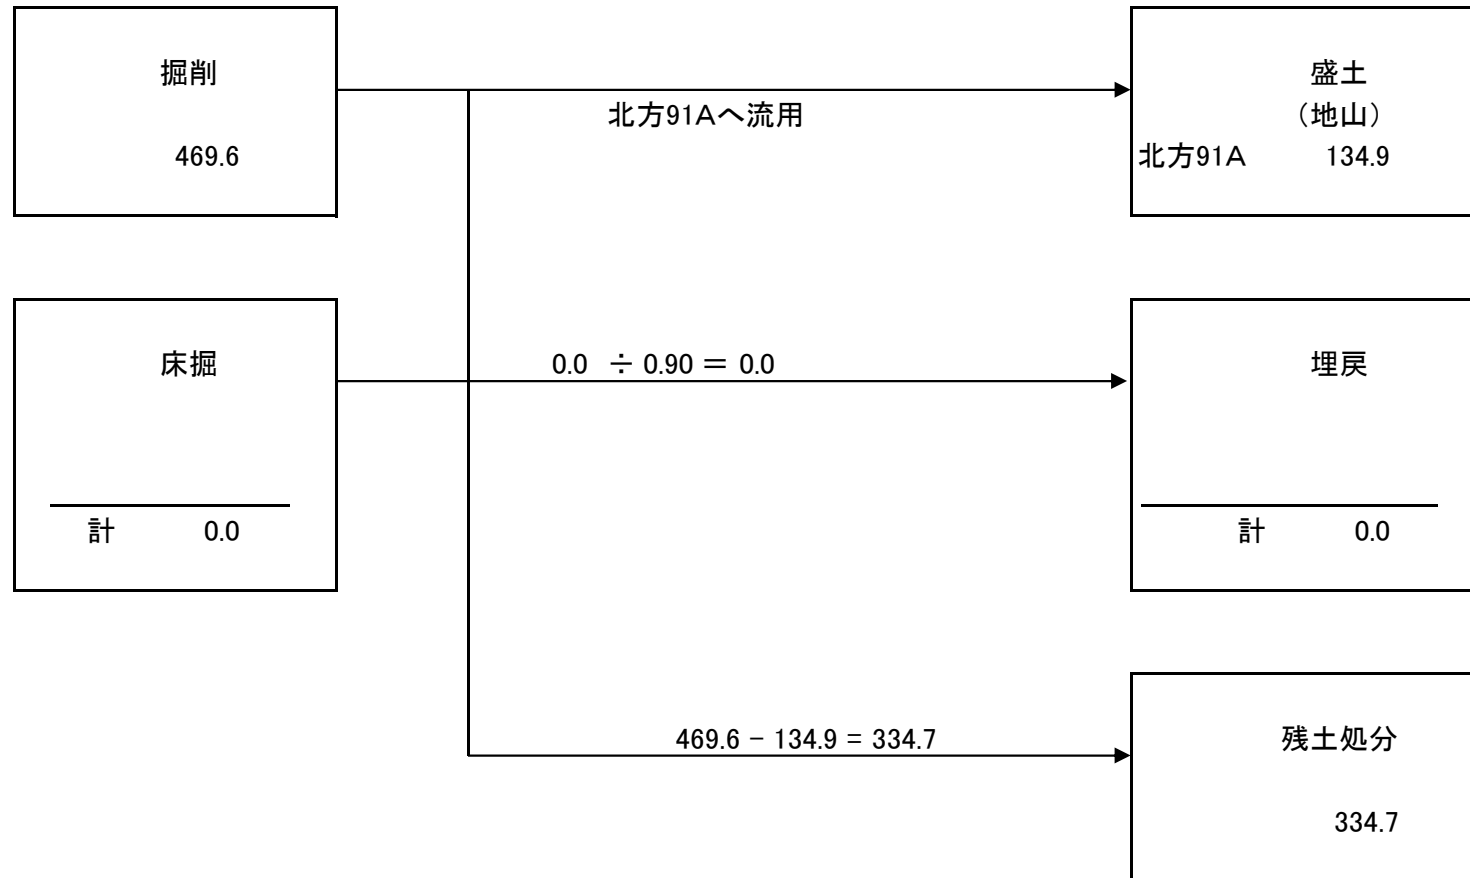 掘削
469.6
北方91Aへ流用
盛土
（地山）
北方91A 134.9
床掘
計 0.0
0.0 ÷ 0.90 ＝ 0.0
埋戻
計 0.0
469.6 − 134.9 = 334.7
残土処分
334.7